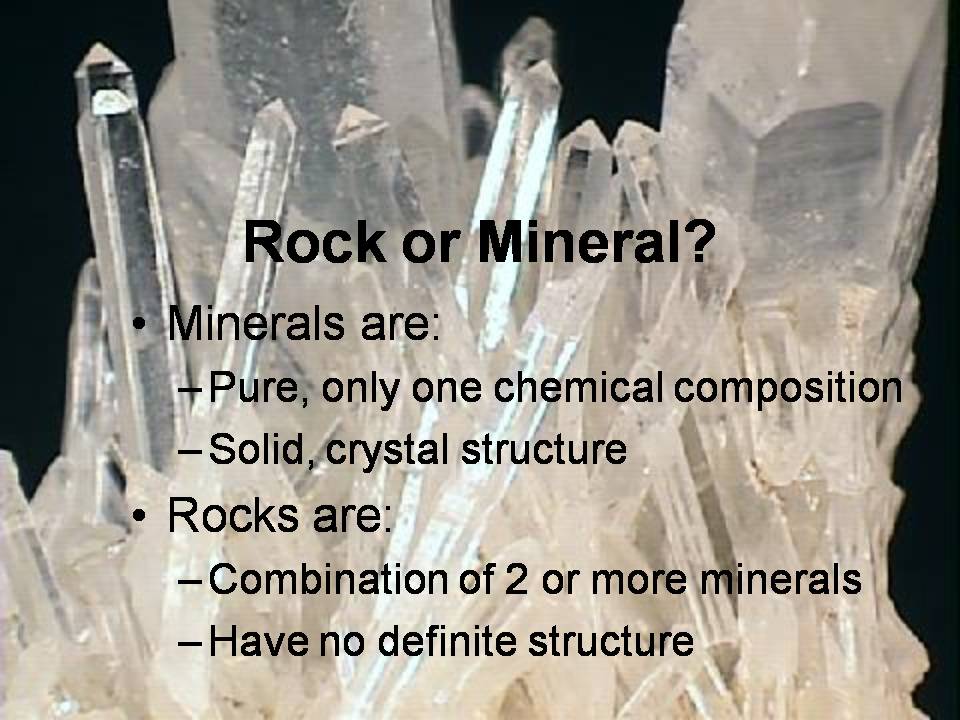 Rock or Mineral?
• Minerals are:
– Pure, only one chemical composition
– Solid, crystal structure
• Rocks are:
– Combination of 2 or more minerals
– Have no definite structure